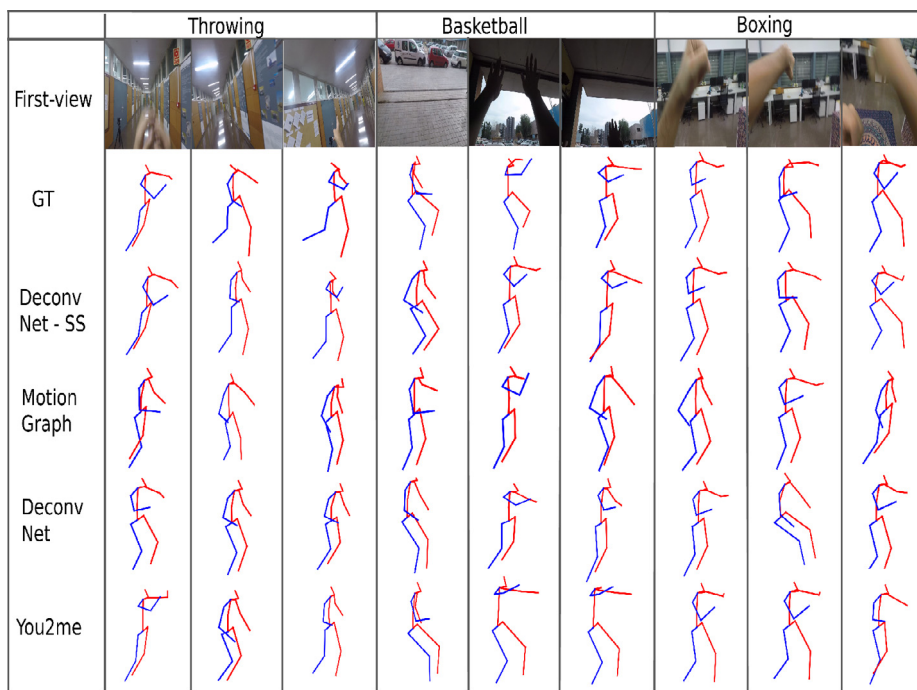 Throwing
Basketball
Boxing
First-view
GT
Deconv
Net - SS
Motion
Graph
Deconv
Net
You2me